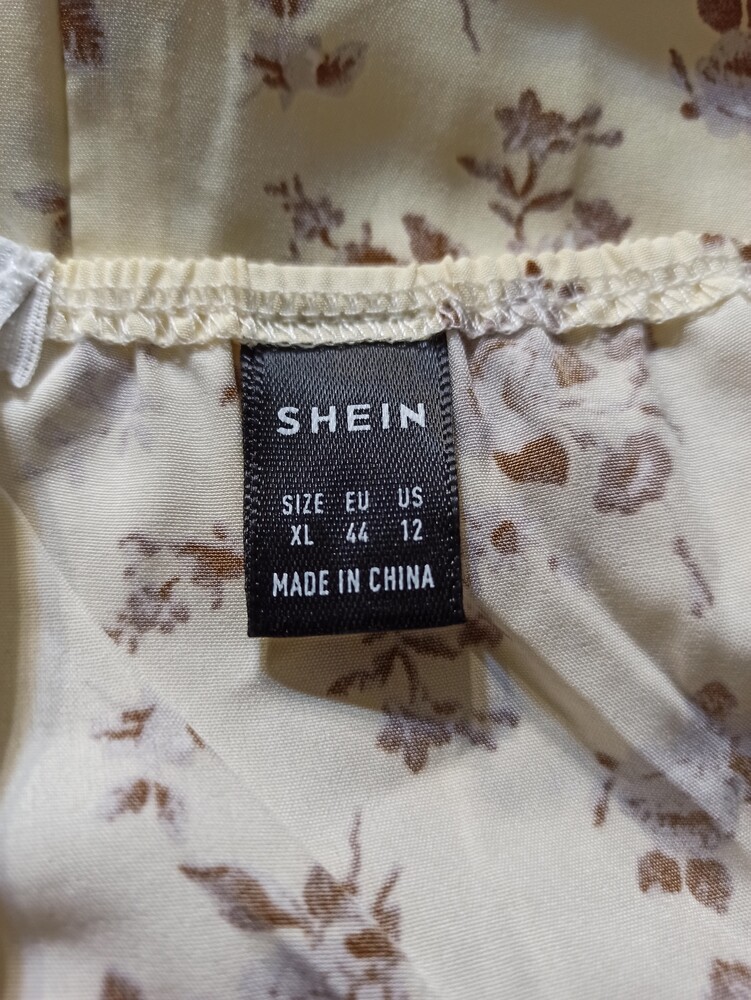 SHEIN
SIZE EU US
XL 44 12
MADE IN CHINA